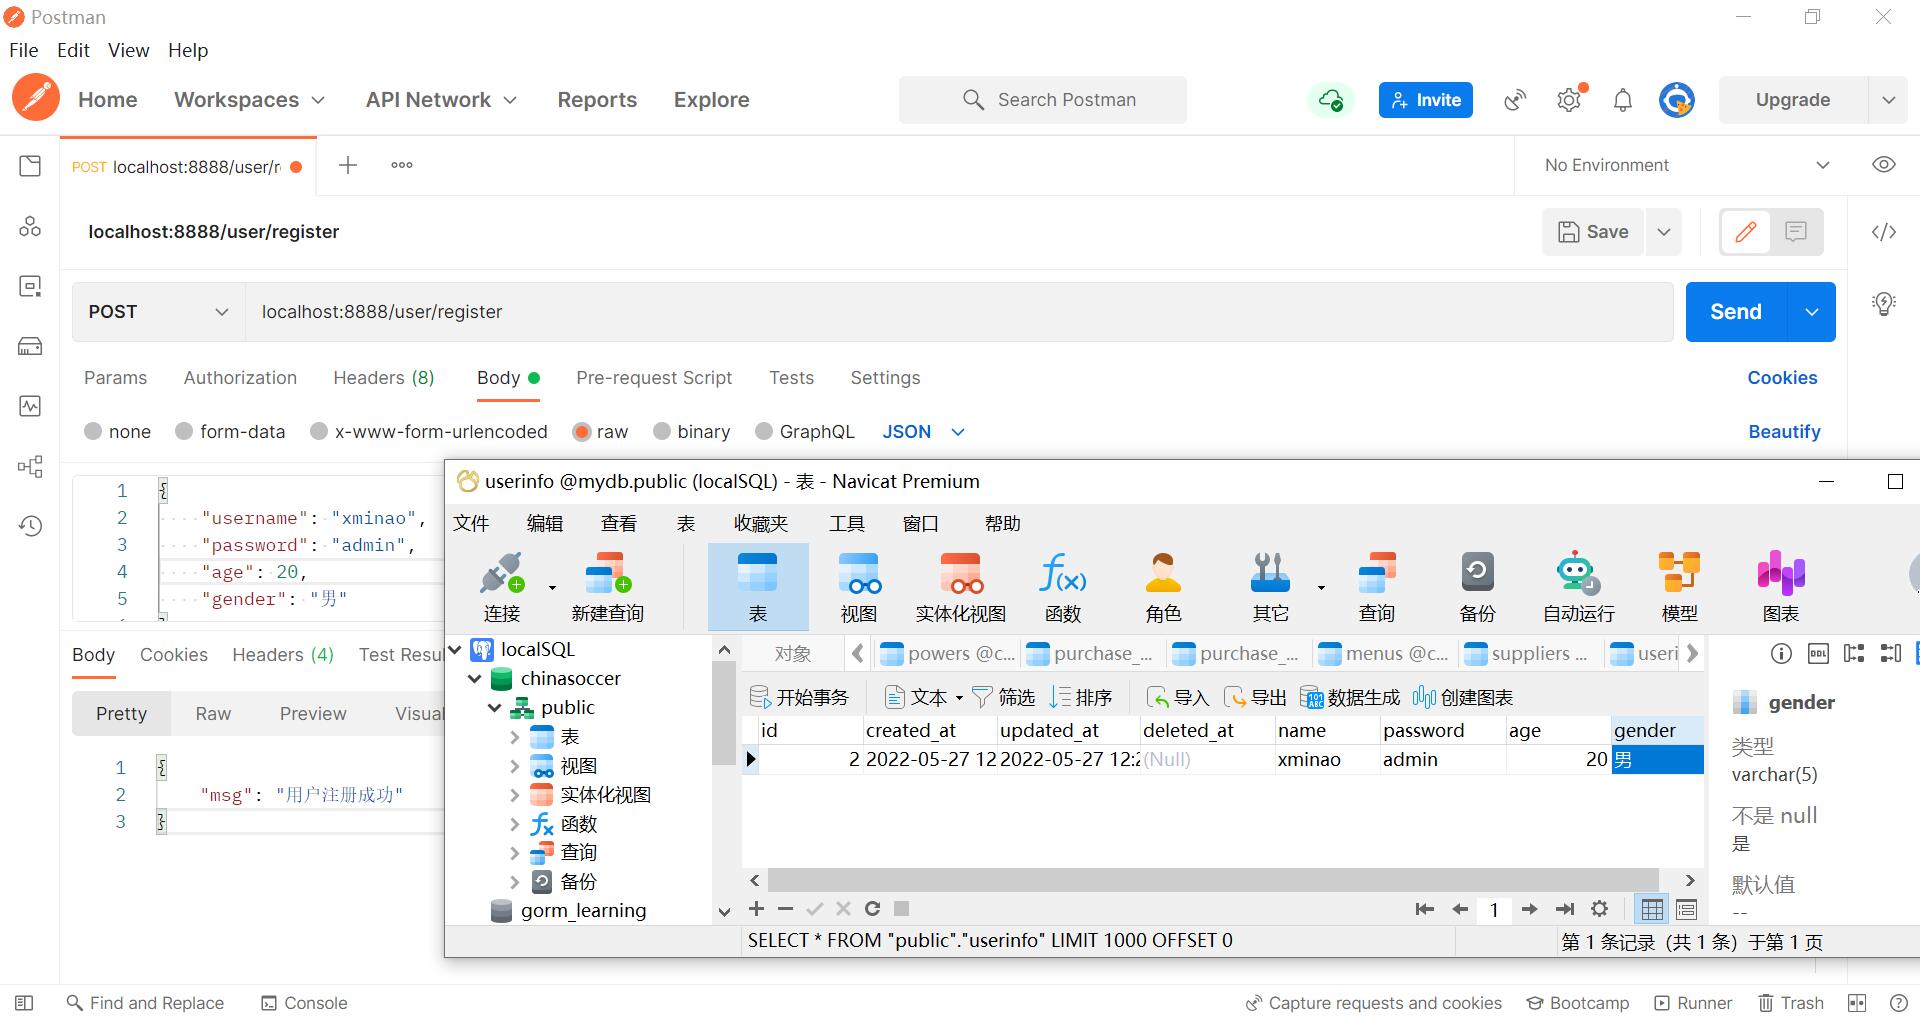 Postman
File Edit View Help
Home Workspaces API Network Reports Explore Search Postman Invite Upgrade
POST localhost:8888/user/r No Environment
localhost:8888/user/register Save
POST localhost:8888/user/register Send
Params Authorization Headers (8) Body Pre-request Script Tests Settings Cookies
none form-data x-www-form-urlencoded raw binary GraphQL JSON Beautify
1 {
2 "username": "xminao",
3 "password": "admin",
4 "age": 20,
5 "gender": "男"
Body Cookies Headers (4) Test Resul
Pretty Raw Preview Visual
1 {
2 "msg": "用户注册成功"
3 }
userinfo @mydb.public (localSQL) - 表 - Navicat Premium
文件 编辑 查看 表 收藏夹 工具 窗口 帮助
连接 新建查询 表 视图 实体化视图 函数 角色 其它 查询 备份 自动运行 模型 图表
localSQL
chinasoccer
public
表
视图
实体化视图
函数
查询
备份
gorm_learning
对象 powers @c... purchase_... purchase_... menus @c... suppliers ... useri
开始事务 文本 筛选 排序 导入 导出 数据生成 创建图表
id created_at updated_at deleted_at name password age gender
2 2022-05-27 12 2022-05-27 12:2 (Null) xminao admin 20 男
1
SELECT * FROM "public"."userinfo" LIMIT 1000 OFFSET 0
第 1 条记录 (共 1 条) 于第 1 页
DDL
gender
类型
varchar(5)
不是 null
是
默认值
--
Find and Replace Console Capture requests and cookies Bootcamp Runner Trash